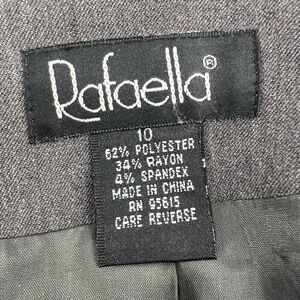 Rafaella®
10
62% POLYESTER
34% RAYON
4% SPANDEX
MADE IN CHINA
RN 95615
CARE REVERSE